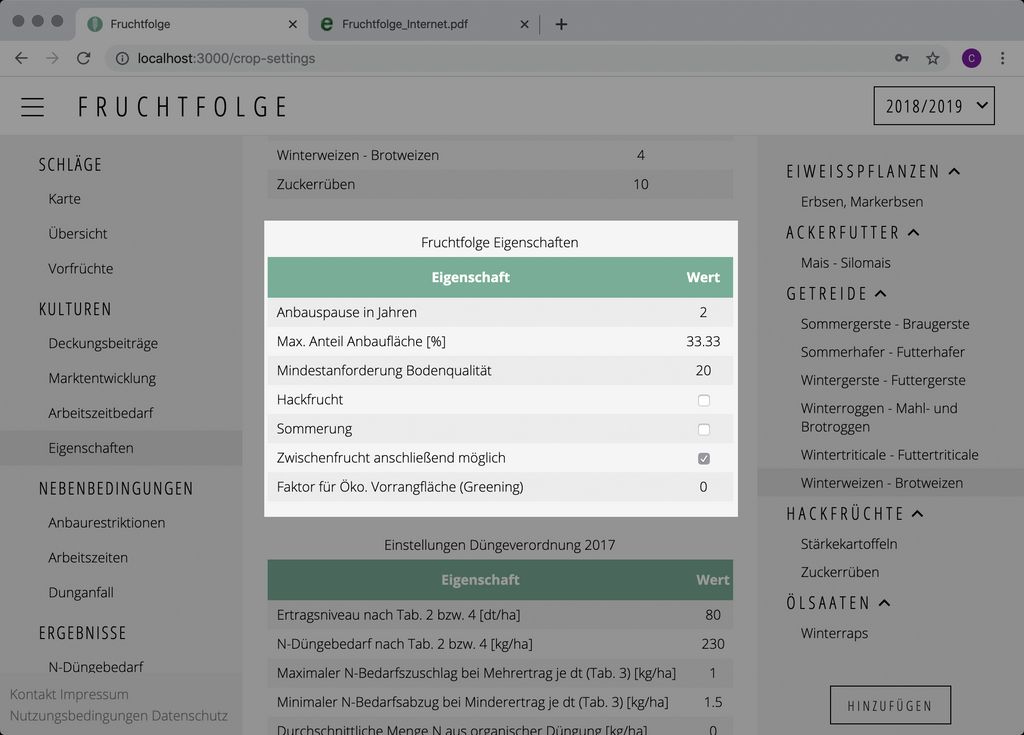 Fruchtfolge
Fruchtfolge_Internet.pdf
localhost:3000/crop-settings
C
FRUCHTFOLGE
2018/2019
SCHLÄGE
Karte
Übersicht
Vorfrüchte
KULTUREN
Deckungsbeiträge
Marktentwicklung
Arbeitszeitbedarf
Eigenschaften
NEBENBEDINGUNGEN
Anbaurestriktionen
Arbeitszeiten
Dunganfall
ERGEBNISSE
N-Düngebedarf
Kontakt Impressum
Nutzungsbedingungen Datenschutz
Winterweizen - Brotweizen 4
Zuckerrüben 10
Fruchtfolge Eigenschaften
Eigenschaft Wert
Anbauspause in Jahren 2
Max. Anteil Anbaufläche [%] 33.33
Mindestanforderung Bodenqualität 20
Hackfrucht
Sommerung
Zwischenfrucht anschließend möglich
Faktor für Öko. Vorrangfläche (Greening) 0
Einstellungen Düngeverordnung 2017
Eigenschaft Wert
Ertragsniveau nach Tab. 2 bzw. 4 [dt/ha] 80
N-Düngebedarf nach Tab. 2 bzw. 4 [kg/ha] 230
Maximaler N-Bedarfszuschlag bei Mehrertrag je dt (Tab. 3) [kg/ha] 1
Minimaler N-Bedarfsabzug bei Minderertrag je dt (Tab. 3) [kg/ha] 1.5
Durchschnittliche Menge N aus organischer Düngung [kg/ha] 0
EIWEISSPFLANZEN
Erbsen, Markerbsen
ACKERFUTTER
Mais - Silomais
GETREIDE
Sommergerste - Braugerste
Sommerhafer - Futterhafer
Wintergerste - Futtergerste
Winterroggen - Mahl- und
Brotroggen
Wintertriticale - Futtertriticale
Winterweizen - Brotweizen
HACKFRÜCHTE
Stärkekartoffeln
Zuckerrüben
ÖLSAATEN
Winterraps
HINZUFÜGEN